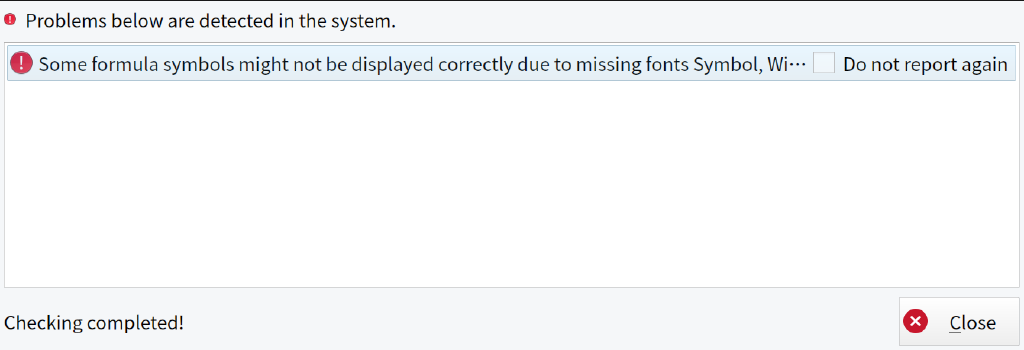 Problems below are detected in the system.
Some formula symbols might not be displayed correctly due to missing fonts Symbol, Wi··· Do not report again
Checking completed!
Close